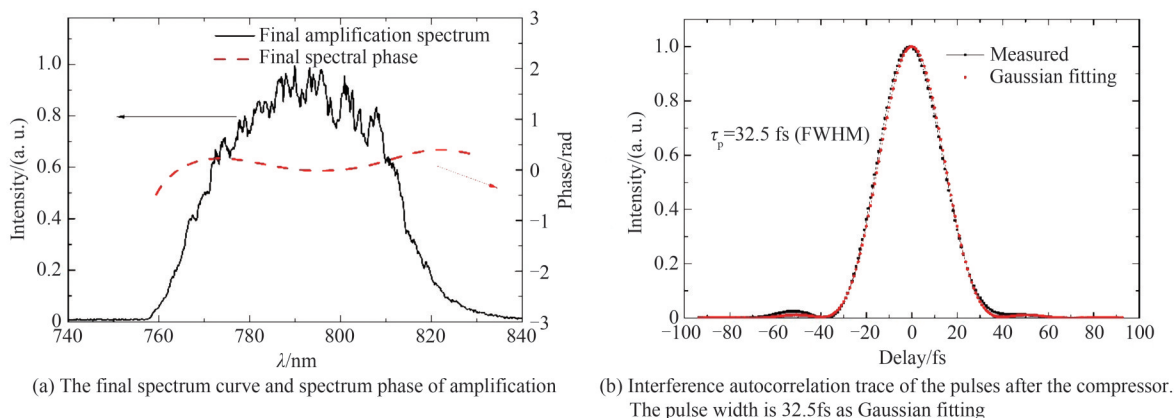 Final amplification spectrum
Final spectral phase
1.0
0.8
0.6
0.4
0.2
0
Intensity/(a. u.)
3
2
1
0
−1
−2
−3
Phase/rad
740 760 780 800 820 840
λ/nm
(a) The final spectrum curve and spectrum phase of amplification
Measured
Gaussian fitting
τp=32.5 fs (FWHM)
1.0
0.8
0.6
0.4
0.2
0
Intensity/(a. u.)
−100 −80 −60 −40 −20 0 20 40 60 80 100
Delay/fs
(b) Interference autocorrelation trace of the pulses after the compressor.
The pulse width is 32.5fs as Gaussian fitting